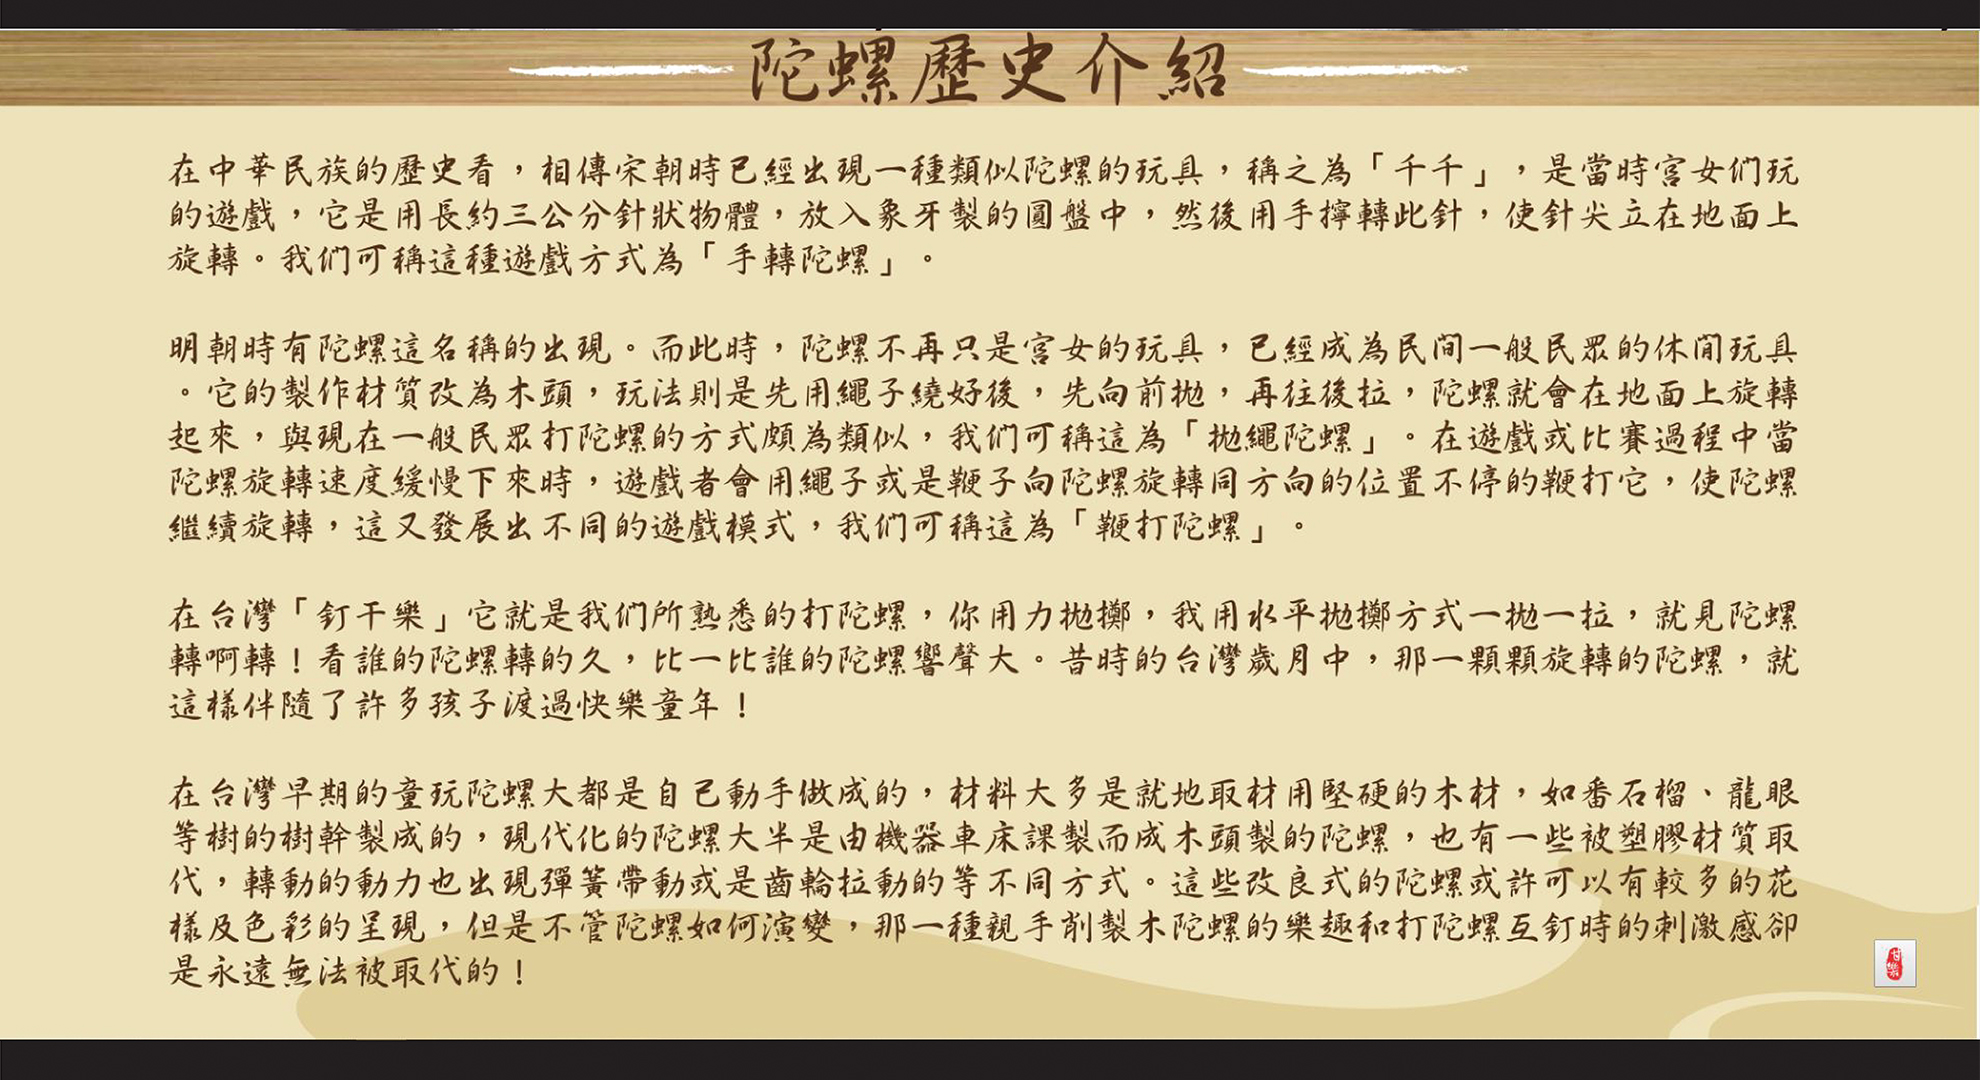 陀螺歷史介紹
在中華民族的歷史看，相傳宋朝時已經出現一種類似陀螺的玩具，稱之為「千千」，是當時宮女们玩
的遊戲，它是用長約三公分針狀物體，放入象牙製的圓盤中，然後用手擰轉此針，使針尖立在地面上
旋轉。我们可稱這種遊戲方式為「手轉陀螺」。
明朝時有陀螺這名稱的出現。而此時，陀螺不再只是宮女的玩具，已經成為民间一般民眾的休閒玩具
。它的製作材質改為木頭，玩法則是先用繩子繞好後，先向前拋，再往後拉，陀螺就會在地面上旋轉
起來，與現在一般民眾打陀螺的方式頗為類似，我们可稱這為「拋繩陀螺」。在遊戲或比賽過程中當
陀螺旋轉速度緩慢下來時，遊戲者會用繩子或是鞭子向陀螺旋轉同方向的位置不停的鞭打它，使陀螺
繼續旋轉，這又發展出不同的遊戲模式，我们可稱這為「鞭打陀螺」。
在台灣「釘干樂」它就是我们所熟悉的打陀螺，你用力拋擲，我用水平拋擲方式一拋一拉，就見陀螺
轉啊轉！看誰的陀螺轉的久，比一比誰的陀螺響聲大。昔時的台灣歲月中，那一顆顆旋轉的陀螺，就
這樣伴隨了許多孩子渡過快樂童年！
在台灣早期的童玩陀螺大都是自己動手做成的，材料大多是就地取材用堅硬的木材，如番石榴、龍眼
等樹的樹幹製成的，現代化的陀螺大半是由機器車床課製而成木頭製的陀螺，也有一些被塑膠材質取
代，轉動的動力也出現彈簧帶動或是齒輪拉動的等不同方式。這些改良式的陀螺或許可以有較多的花
樣及色彩的呈現，但是不管陀螺如何演變，那一種親手削製木陀螺的樂趣和打陀螺互釘時的刺激感卻
是永遠無法被取代的！